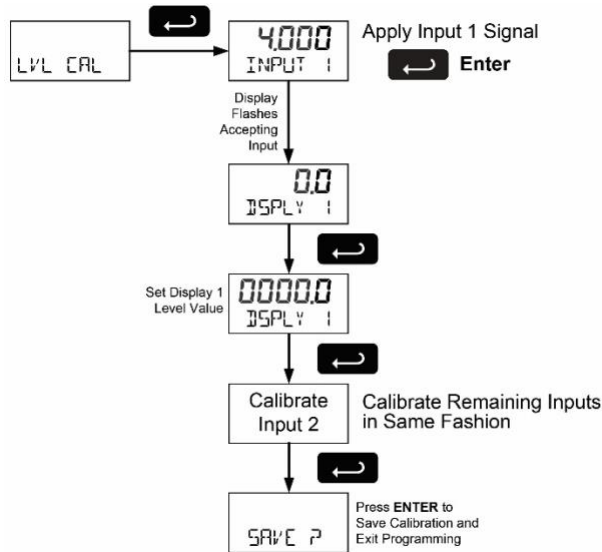 LVL CAL
4.000
INPUT 1
Apply Input 1 Signal
Enter
Display
Flashes
Accepting
Input
0.0
DSPLY 1
Set Display 1
Level Value
0000.0
DSPLY 1
Calibrate
Input 2
Calibrate Remaining Inputs
in Same Fashion
SAVE ?
Press ENTER to
Save Calibration and
Exit Programming